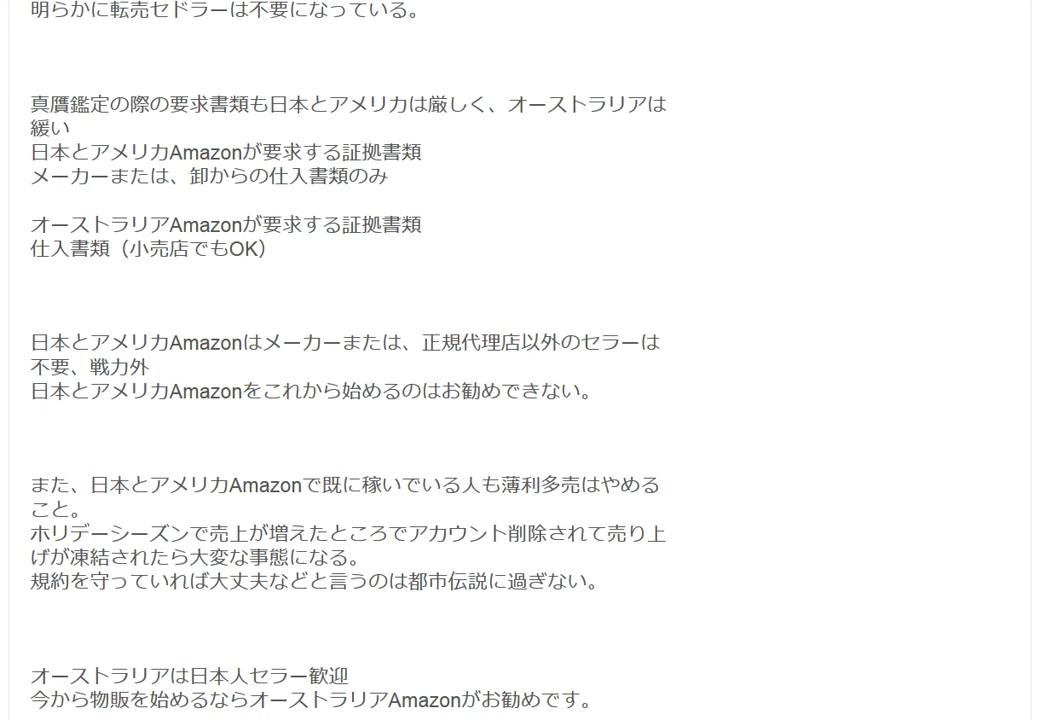 明らかに転売セドラーは不要になっている。
真贋鑑定の際の要求書類も日本とアメリカは厳しく、オーストラリアは
緩い
日本とアメリカAmazonが要求する証拠書類
メーカーまたは、卸からの仕入書類のみ
オーストラリアAmazonが要求する証拠書類
仕入書類（小売店でもOK）
日本とアメリカAmazonはメーカーまたは、正規代理店以外のセラーは
不要、戦力外
日本とアメリカAmazonをこれから始めるのはお勧めできない。
また、日本とアメリカAmazonで既に稼いでいる人も薄利多売はやめる
こと。
ホリデーシーズンで売上が増えたところでアカウント削除されて売り上
げが凍結されたら大変な事態になる。
規約を守っていれば大丈夫などと言うのは都市伝説に過ぎない。
オーストラリアは日本人セラー歓迎
今から物販を始めるならオーストラリアAmazonがお勧めです。